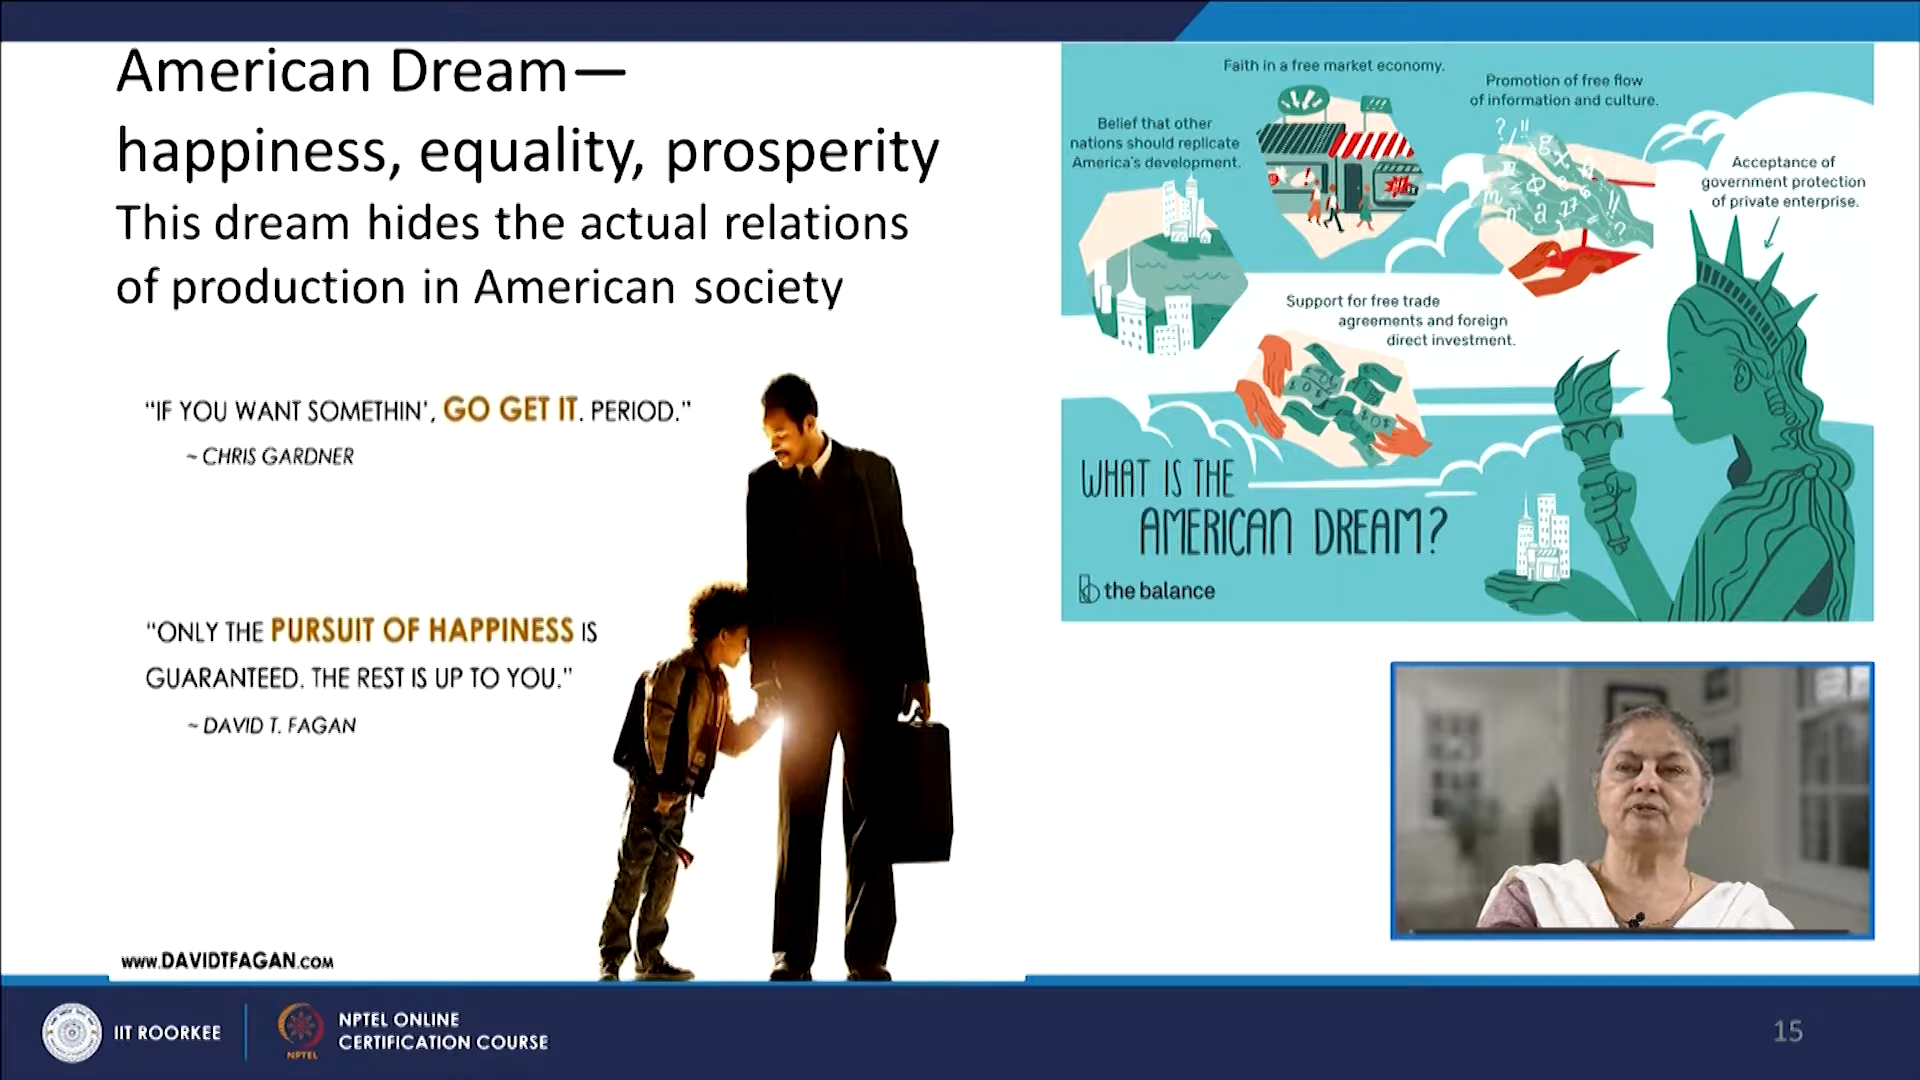 American Dream—
happiness, equality, prosperity
This dream hides the actual relations
of production in American society
“IF YOU WANT SOMETHIN’, GO GET IT. PERIOD.”
~ CHRIS GARDNER
“ONLY THE PURSUIT OF HAPPINESS IS
GUARANTEED. THE REST IS UP TO YOU.”
~ DAVID T. FAGAN
www.DAVIDTFAGAN.com
Faith in a free market economy.
Promotion of free flow
of information and culture.
Belief that other
nations should replicate
America's development.
Acceptance of
government protection
of private enterprise.
Support for free trade
agreements and foreign
direct investment.
WHAT IS THE
AMERICAN DREAM?
the balance
IIT ROORKEE
NPTEL
NPTEL ONLINE
CERTIFICATION COURSE
15